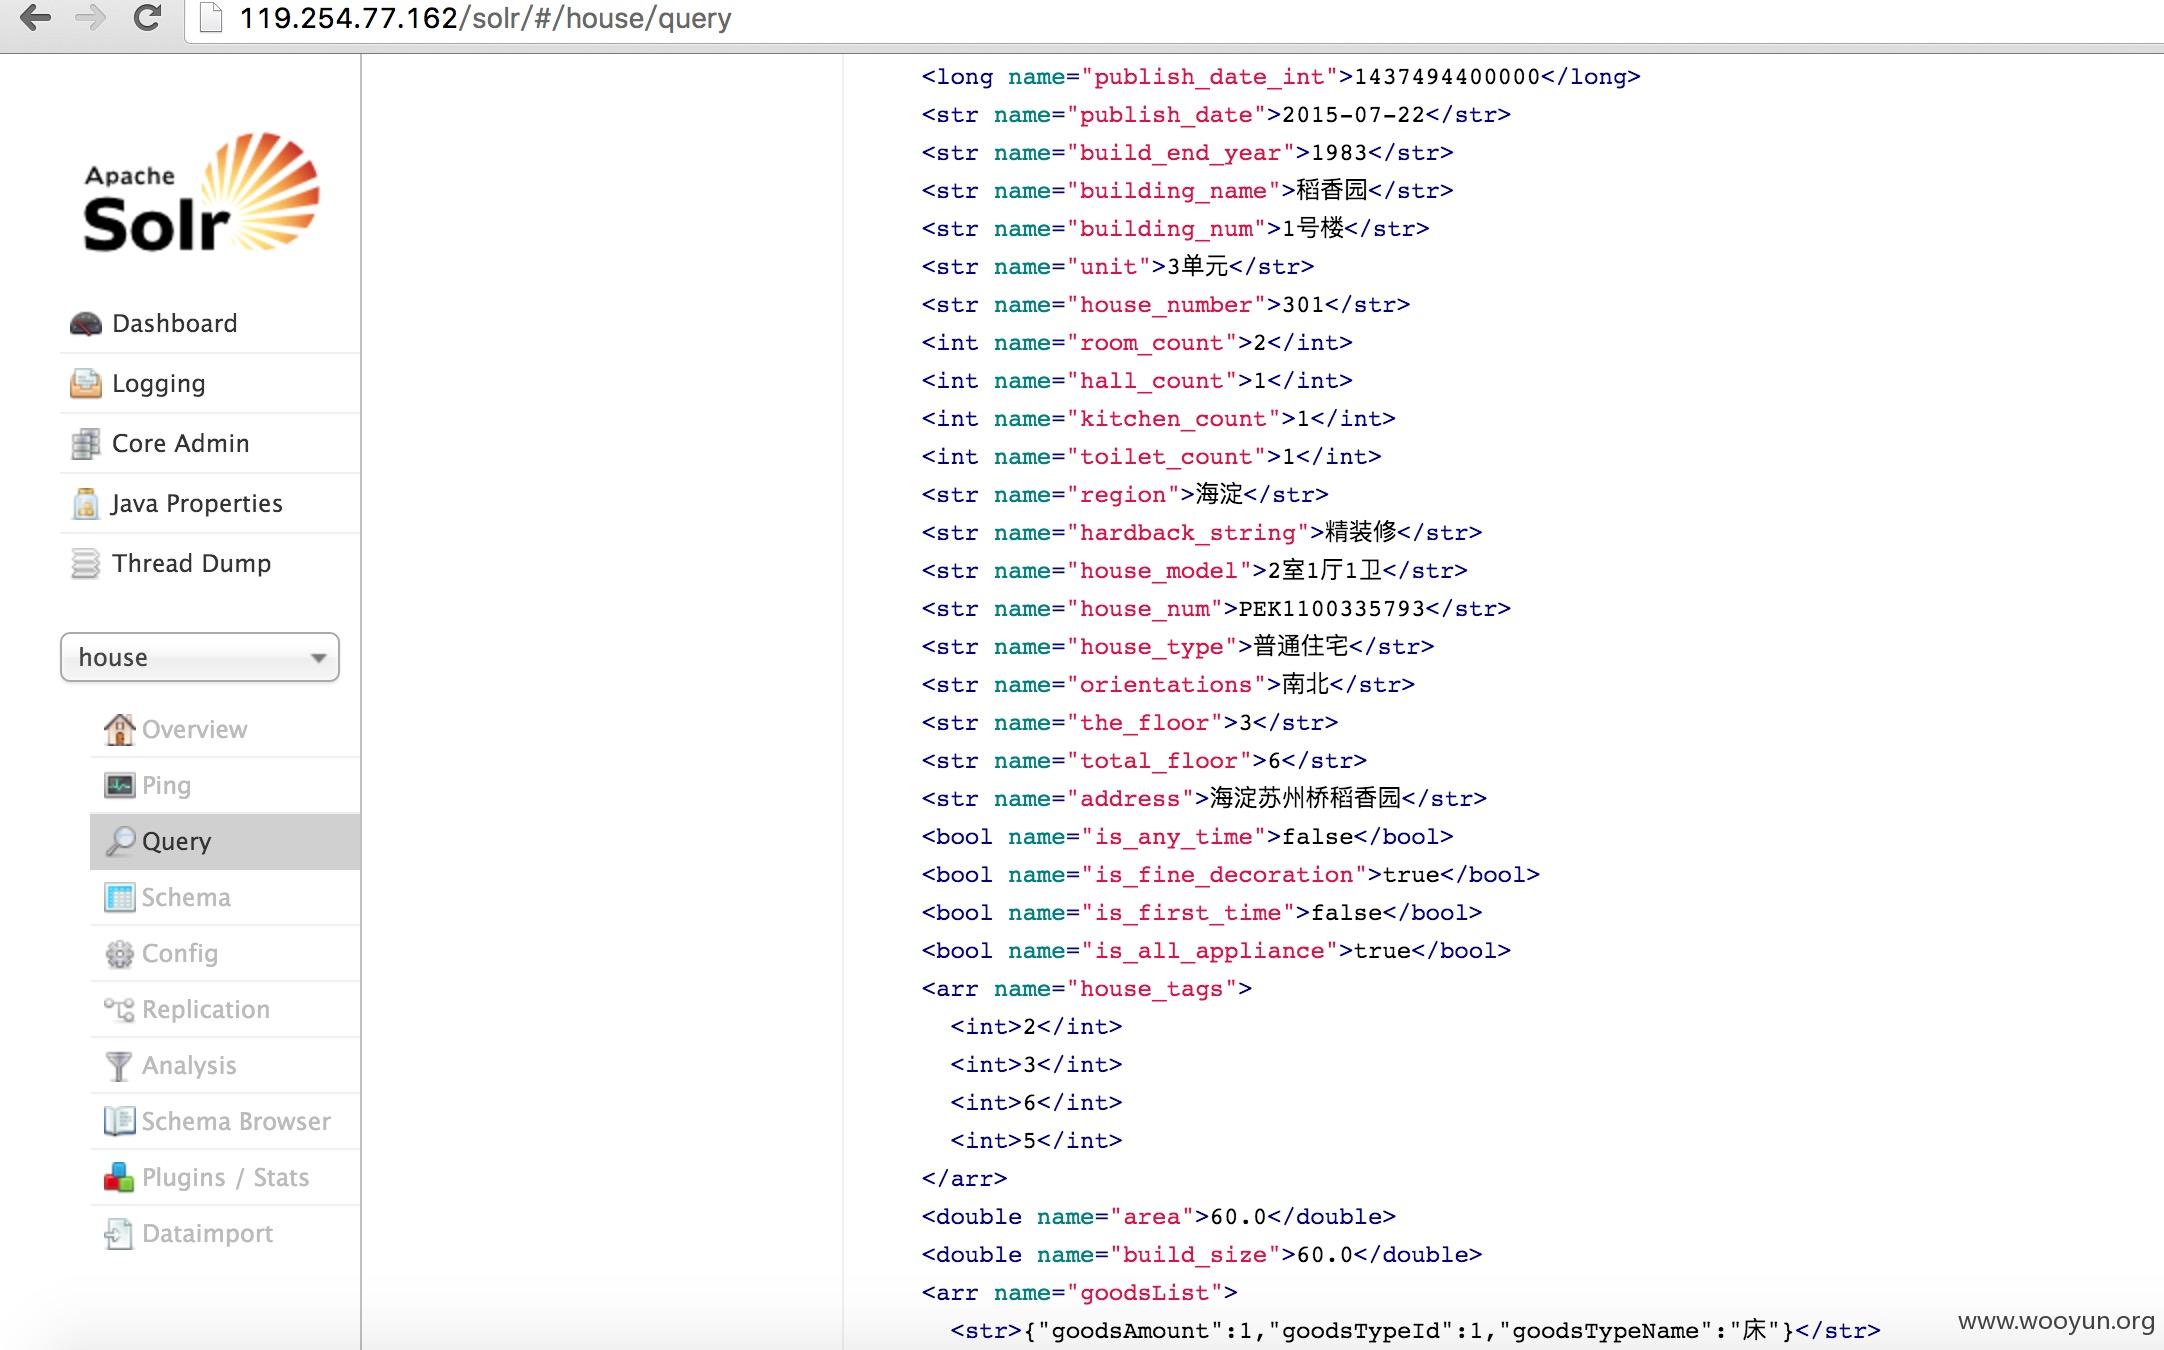 119.254.77.162/solr/#/house/query
Apache
Solr
Dashboard
Logging
Core Admin
Java Properties
Thread Dump
house
Overview
Ping
Query
Schema
Config
Replication
Analysis
Schema Browser
Plugins / Stats
Dataimport
<long name="publish_date_int">1437494400000</long>
<str name="publish_date">2015-07-22</str>
<str name="build_end_year">1983</str>
<str name="building_name">稻香园</str>
<str name="building_num">1号楼</str>
<str name="unit">3单元</str>
<str name="house_number">301</str>
<int name="room_count">2</int>
<int name="hall_count">1</int>
<int name="kitchen_count">1</int>
<int name="toilet_count">1</int>
<str name="region">海淀</str>
<str name="hardback_string">精装修</str>
<str name="house_model">2室1厅1卫</str>
<str name="house_num">PEK1100335793</str>
<str name="house_type">普通住宅</str>
<str name="orientations">南北</str>
<str name="the_floor">3</str>
<str name="total_floor">6</str>
<str name="address">海淀苏州桥稻香园</str>
<bool name="is_any_time">false</bool>
<bool name="is_fine_decoration">true</bool>
<bool name="is_first_time">false</bool>
<bool name="is_all_appliance">true</bool>
<arr name="house_tags">
<int>2</int>
<int>3</int>
<int>6</int>
<int>5</int>
</arr>
<double name="area">60.0</double>
<double name="build_size">60.0</double>
<arr name="goodsList">
<str>{"goodsAmount":1,"goodsTypeId":1,"goodsTypeName":"床"}</str>
www.wooyun.org